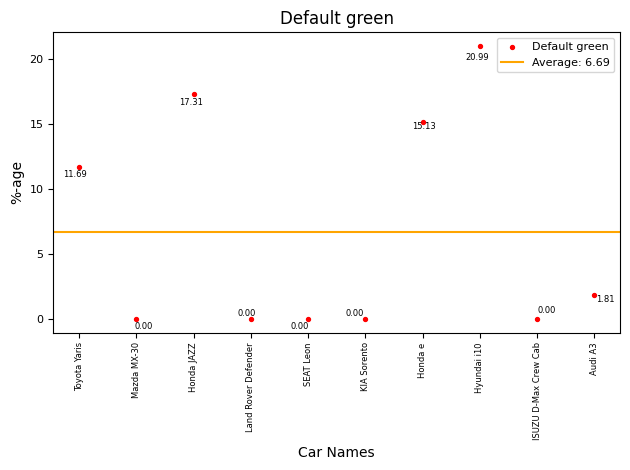 Default green
%-age
20
15
10
5
0
Default green
Average: 6.69
11.69
0.00
17.31
0.00
0.00
0.00
15.13
20.99
0.00
1.81
Toyota Yaris
Mazda MX-30
Honda JAZZ
Land Rover Defender
SEAT Leon
KIA Sorento
Honda e
Hyundai i10
ISUZU D-Max Crew Cab
Audi A3
Car Names